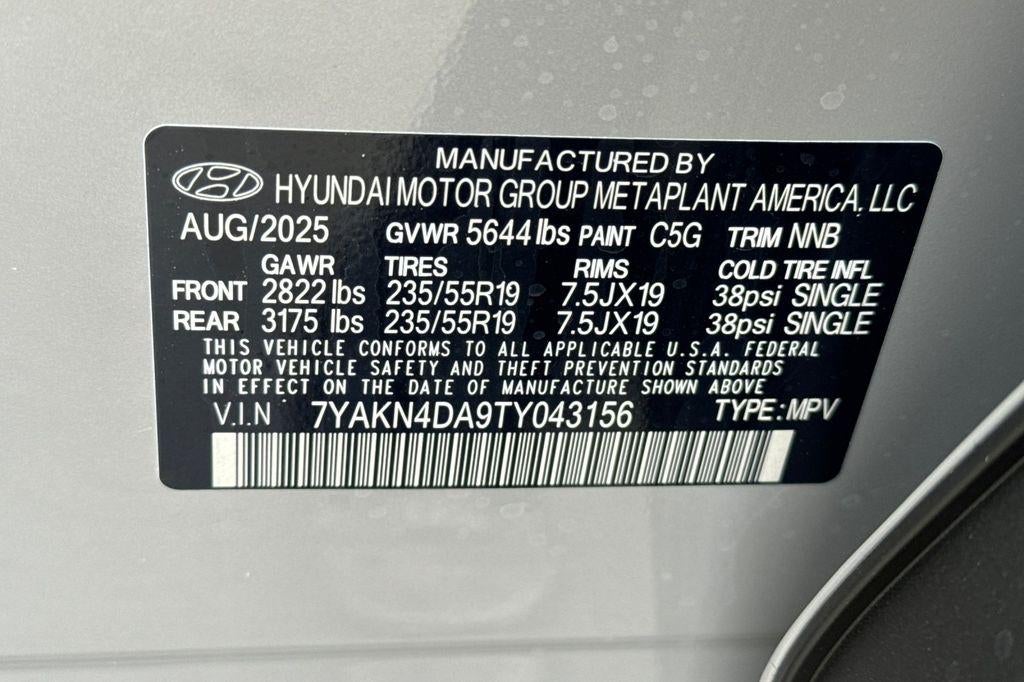 MANUFACTURED BY
HYUNDAI MOTOR GROUP METAPLANT AMERICA, LLC
AUG/2025 GVWR 5644 lbs PAINT C5G TRIM NNB
GAWR TIRES RIMS COLD TIRE INFL
FRONT 2822 lbs 235/55R19 7.5JX19 38psi SINGLE
REAR 3175 lbs 235/55R19 7.5JX19 38psi SINGLE
THIS VEHICLE CONFORMS TO ALL APPLICABLE U.S.A. FEDERAL
MOTOR VEHICLE SAFETY AND THEFT PREVENTION STANDARDS
IN EFFECT ON THE DATE OF MANUFACTURE SHOWN ABOVE
V.I.N 7YAKN4DA9TY043156 TYPE:MPV